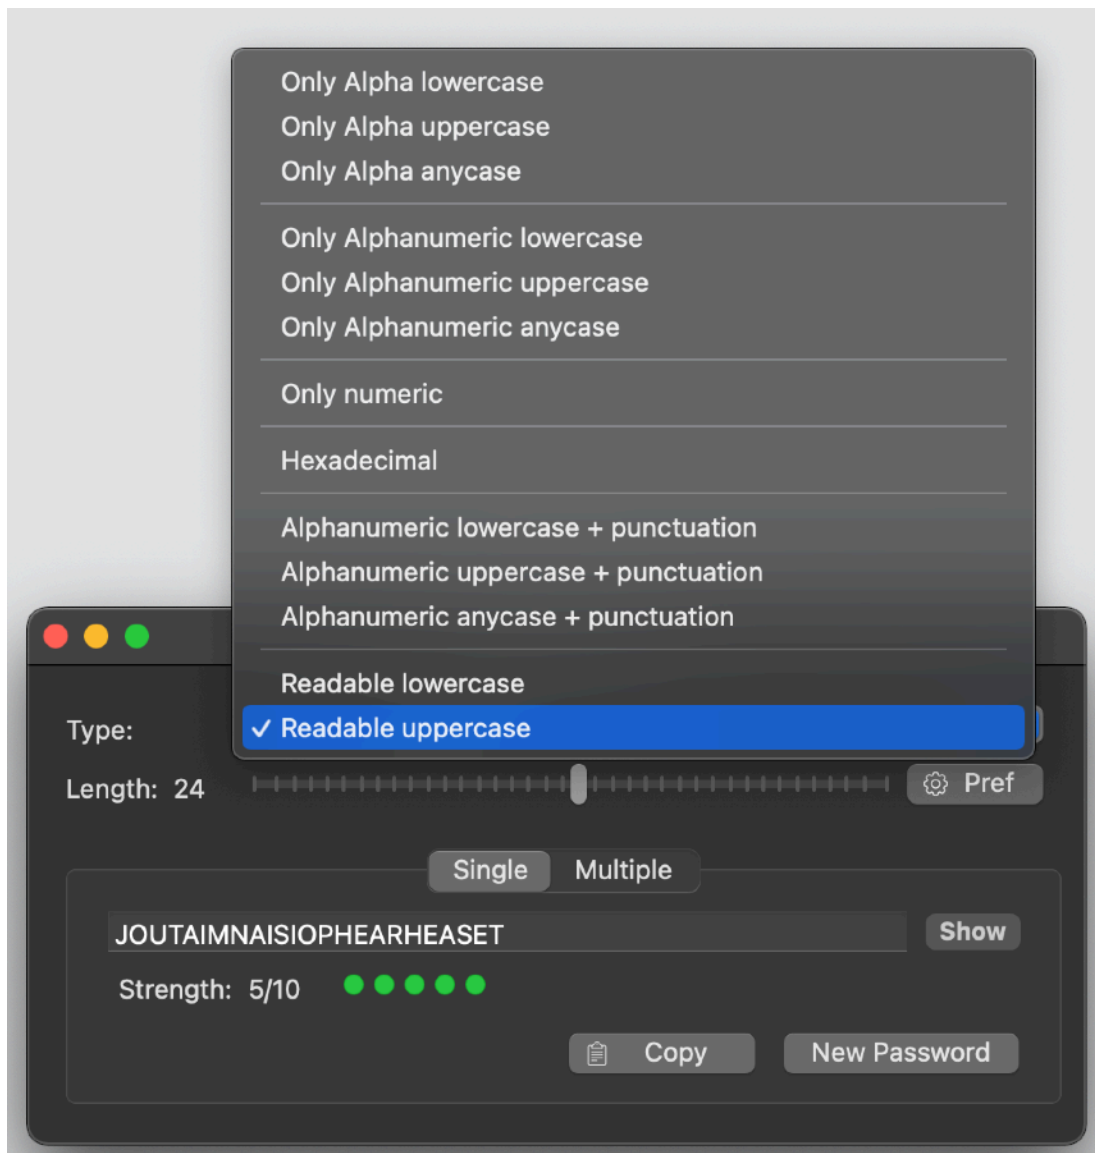 Only Alpha lowercase
Only Alpha uppercase
Only Alpha anycase
Only Alphanumeric lowercase
Only Alphanumeric uppercase
Only Alphanumeric anycase
Only numeric
Hexadecimal
Alphanumeric lowercase + punctuation
Alphanumeric uppercase + punctuation
Alphanumeric anycase + punctuation
Readable lowercase
Type: ✓ Readable uppercase
Length: 24 Pref
Single Multiple
JOUTAIMNAISIOPHEARHEASET Show
Strength: 5/10
Copy New Password